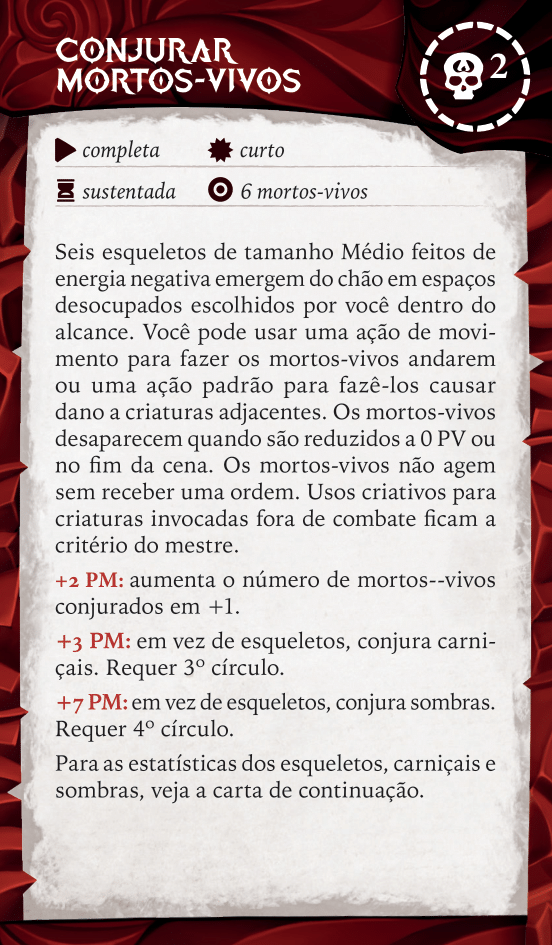 CONJURAR
MORTOS-VIVOS
2
completa
curto
sustentada
6 mortos-vivos
Seis esqueletos de tamanho Médio feitos de
energia negativa emergem do chão em espaços
desocupados escolhidos por você dentro do
alcance. Você pode usar uma ação de movi-
mento para fazer os mortos-vivos andarem
ou uma ação padrão para fazê-los causar
dano a criaturas adjacentes. Os mortos-vivos
desaparecem quando são reduzidos a 0 PV ou
no fim da cena. Os mortos-vivos não agem
sem receber uma ordem. Usos criativos para
criaturas invocadas fora de combate ficam a
critério do mestre.
+2 PM: aumenta o número de mortos--vivos
conjurados em +1.
+3 PM: em vez de esqueletos, conjura carni-
çais. Requer 3º círculo.
+7 PM: em vez de esqueletos, conjura sombras.
Requer 4º círculo.
Para as estatísticas dos esqueletos, carniçais e
sombras, veja a carta de continuação.